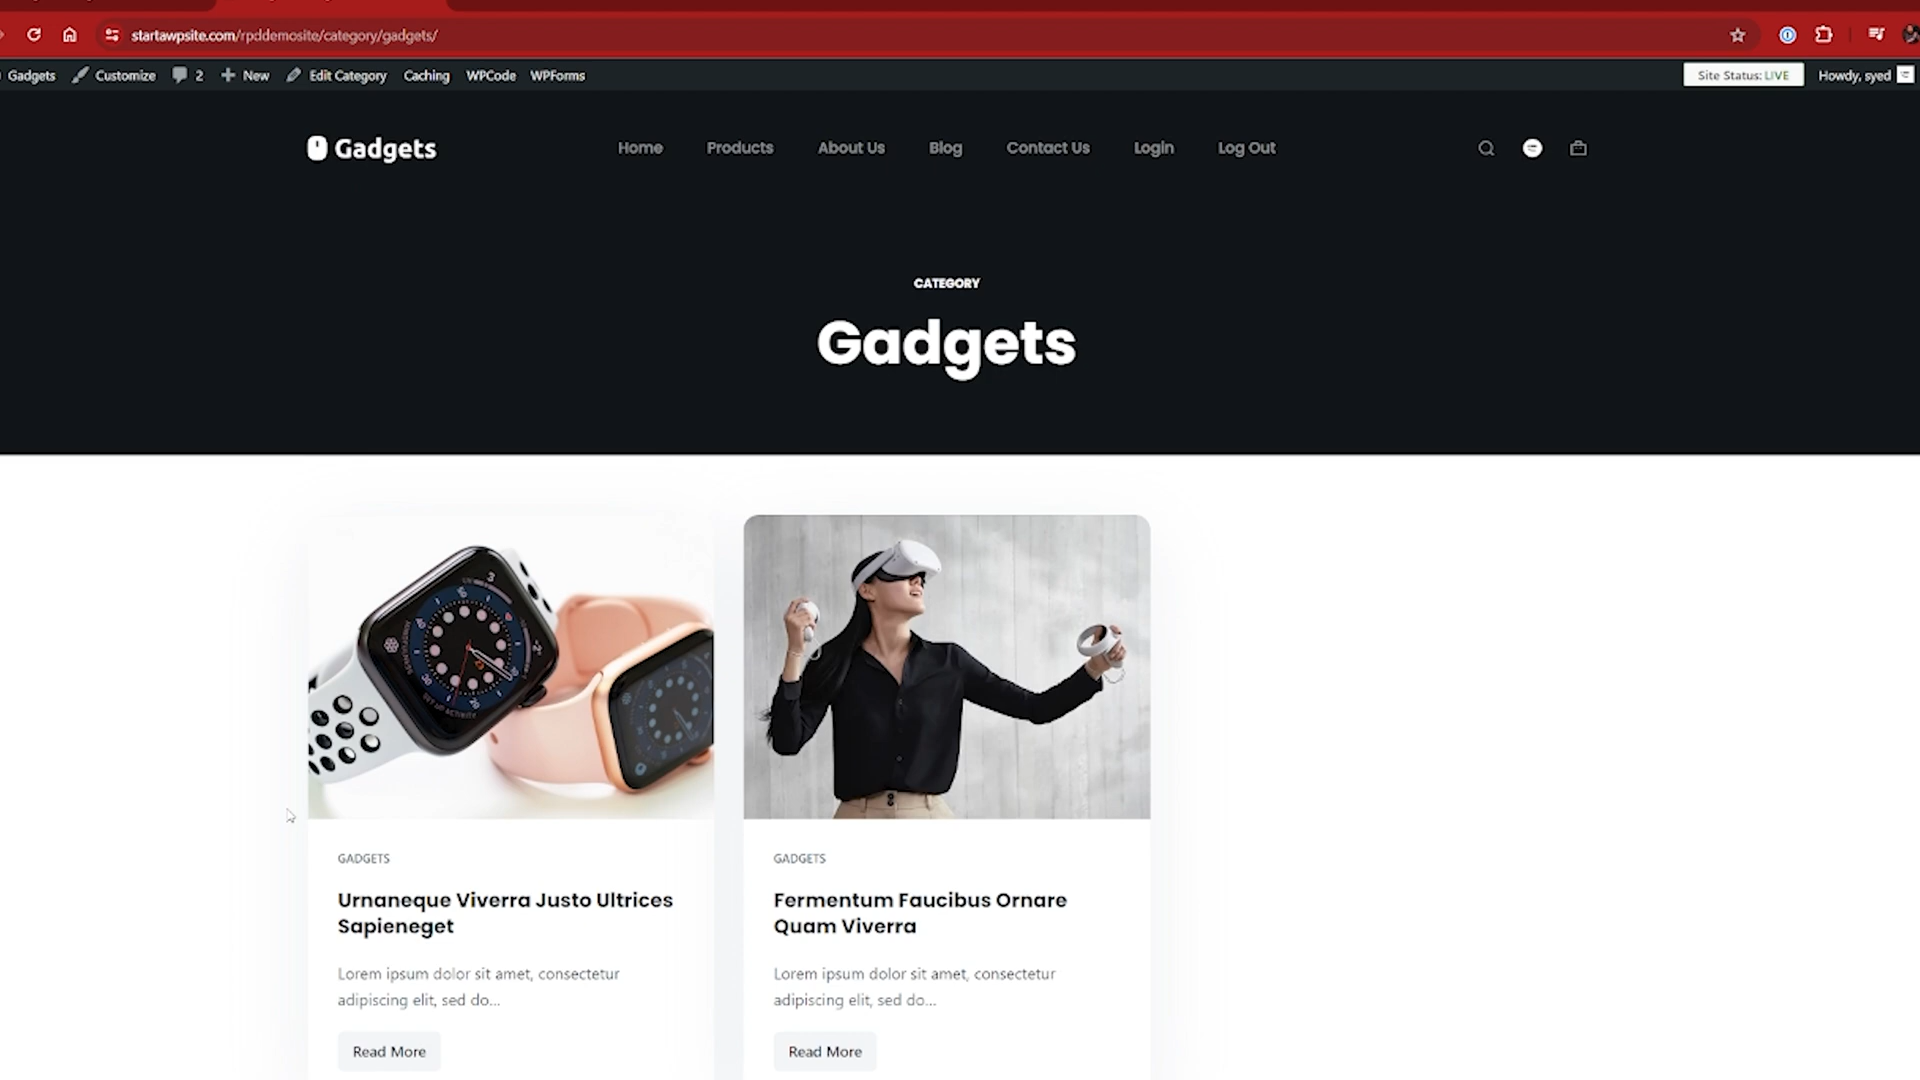 startawpsite.com/rpddemosite/category/gadgets/
Gadgets Customize 2 New Edit Category Caching WPCode WPForms Site Status: LIVE Howdy, syed
Gadgets Home Products About Us Blog Contact Us Login Log Out
CATEGORY
Gadgets
GADGETS
Urnaneque Viverra Justo Ultrices
Sapieneget
Lorem ipsum dolor sit amet, consectetur
adipiscing elit, sed do...
Read More
GADGETS
Fermentum Faucibus Ornare
Quam Viverra
Lorem ipsum dolor sit amet, consectetur
adipiscing elit, sed do...
Read More